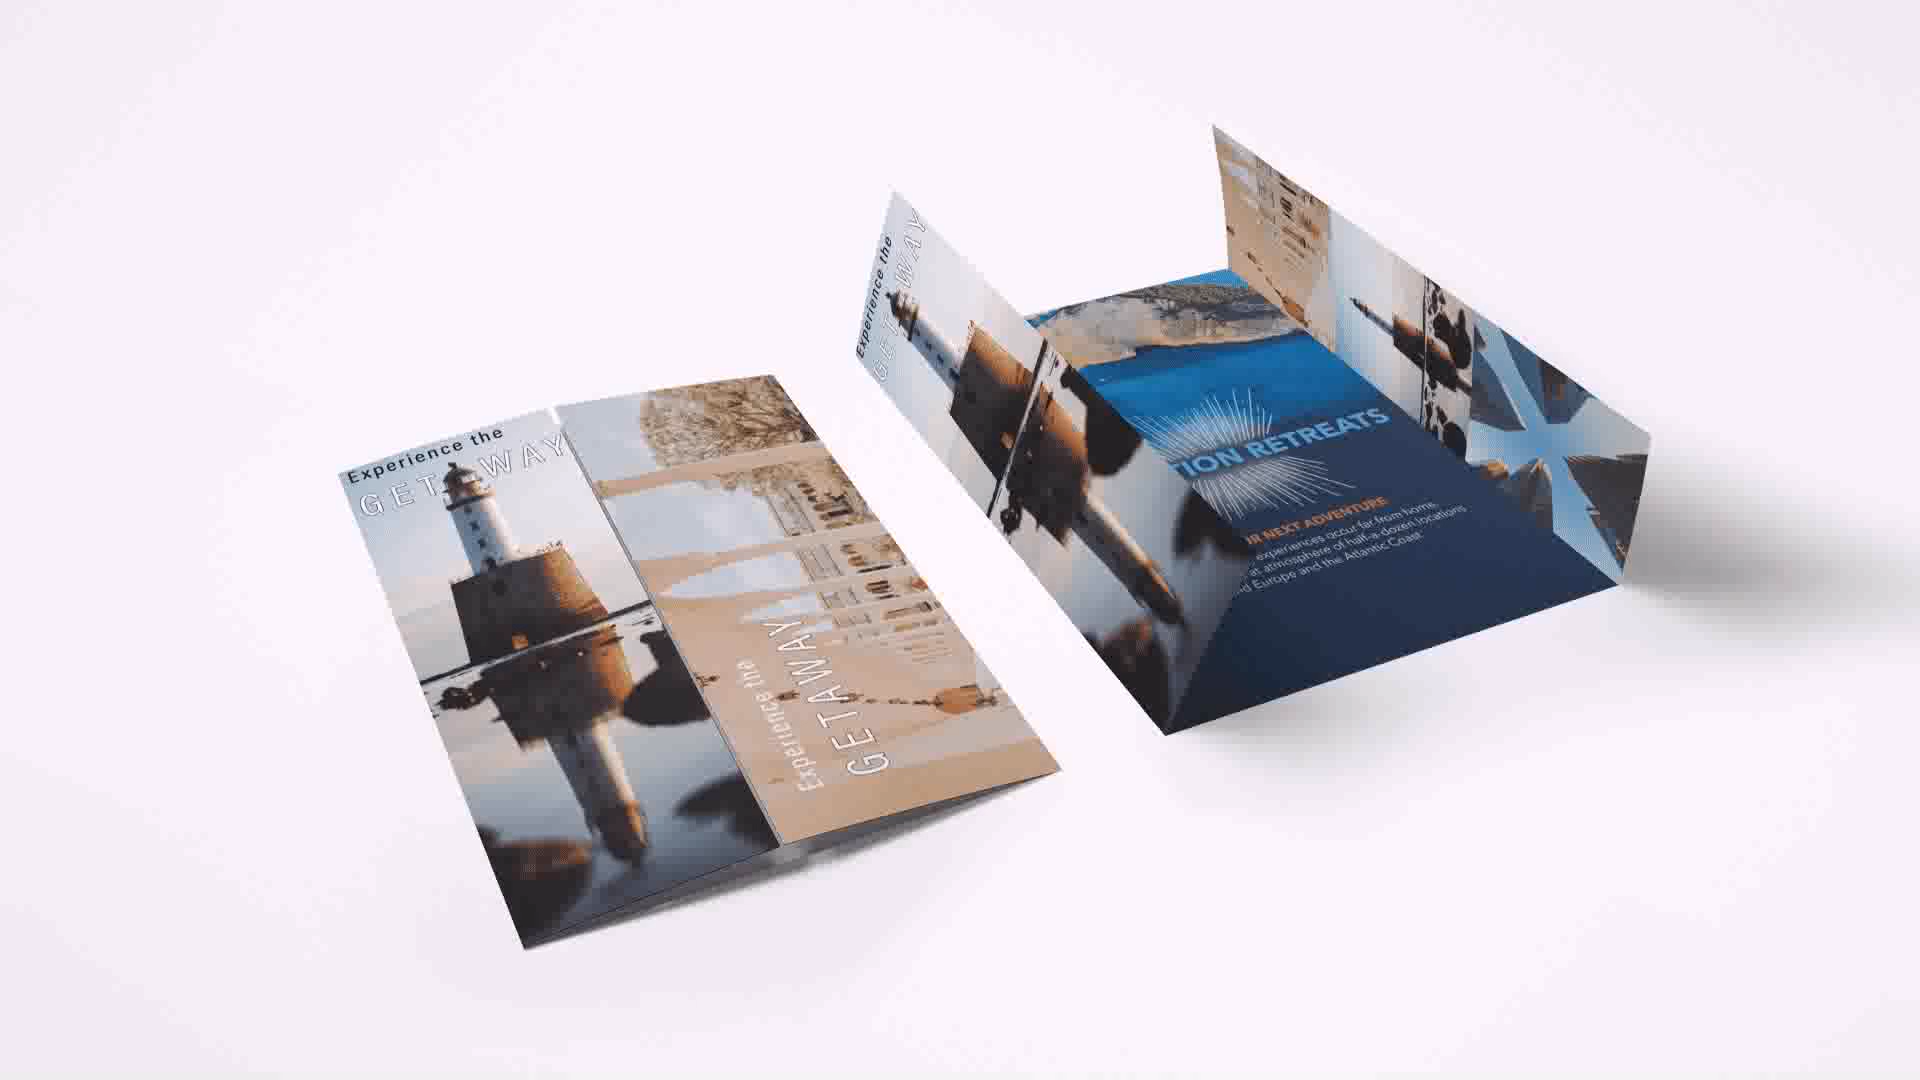 Experience the
GETAWAY
Experience the
GETAWAY
Experience the
GETAWAY
TION RETREATS
NEXT ADVENTURE
experiences occur far from home,
at atmosphere of half-a-dozen locations
Europe and the Atlantic Coast